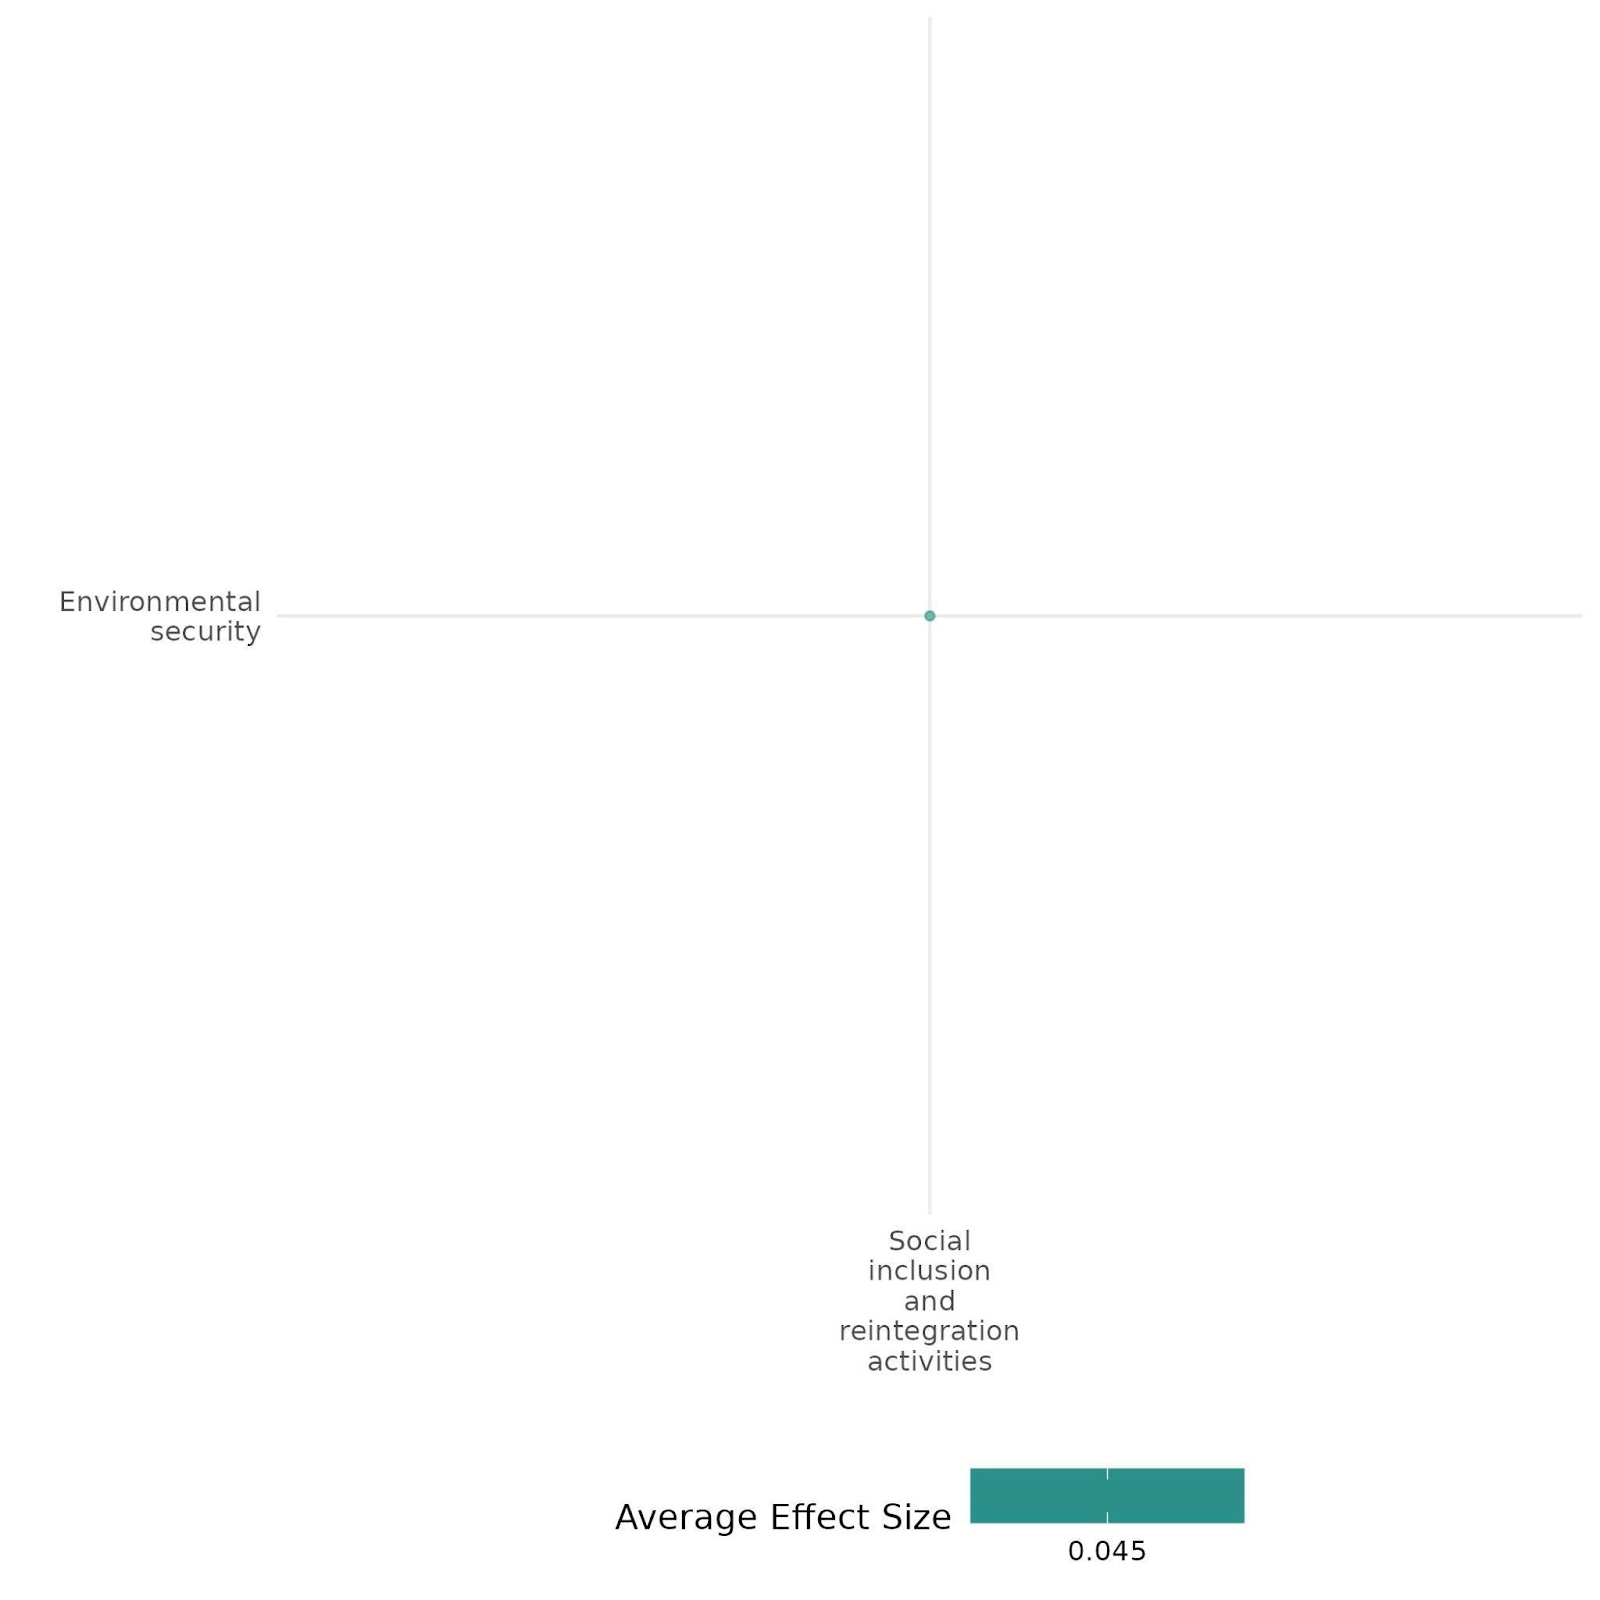 Environmental
security
Social
inclusion
and
reintegration
activities
Average Effect Size
0.045